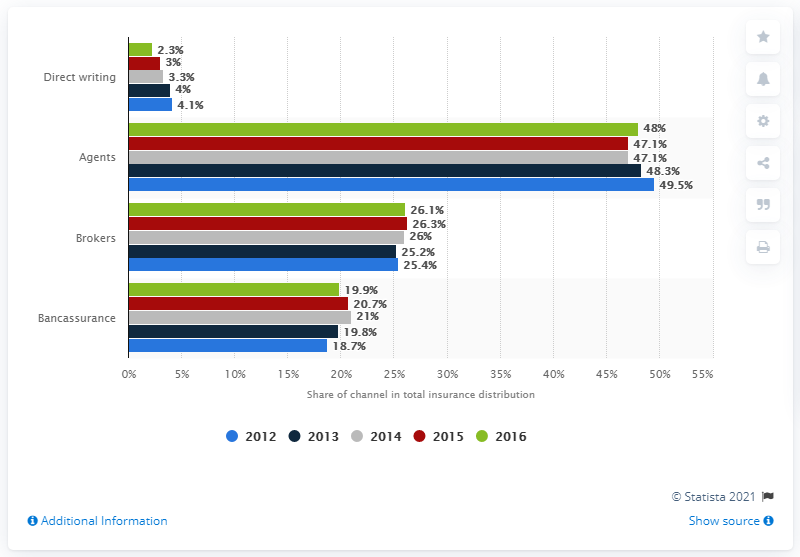 Direct writing
2.3%
3%
3.3%
4%
4.1%
Agents
48%
47.1%
47.1%
48.3%
49.5%
Brokers
26.1%
26.3%
26%
25.2%
25.4%
Bancassurance
19.9%
20.7%
21%
19.8%
18.7%
0% 5% 10% 15% 20% 25% 30% 35% 40% 45% 50% 55%
Share of channel in total insurance distribution
2012 2013 2014 2015 2016
© Statista 2021
Additional Information Show source